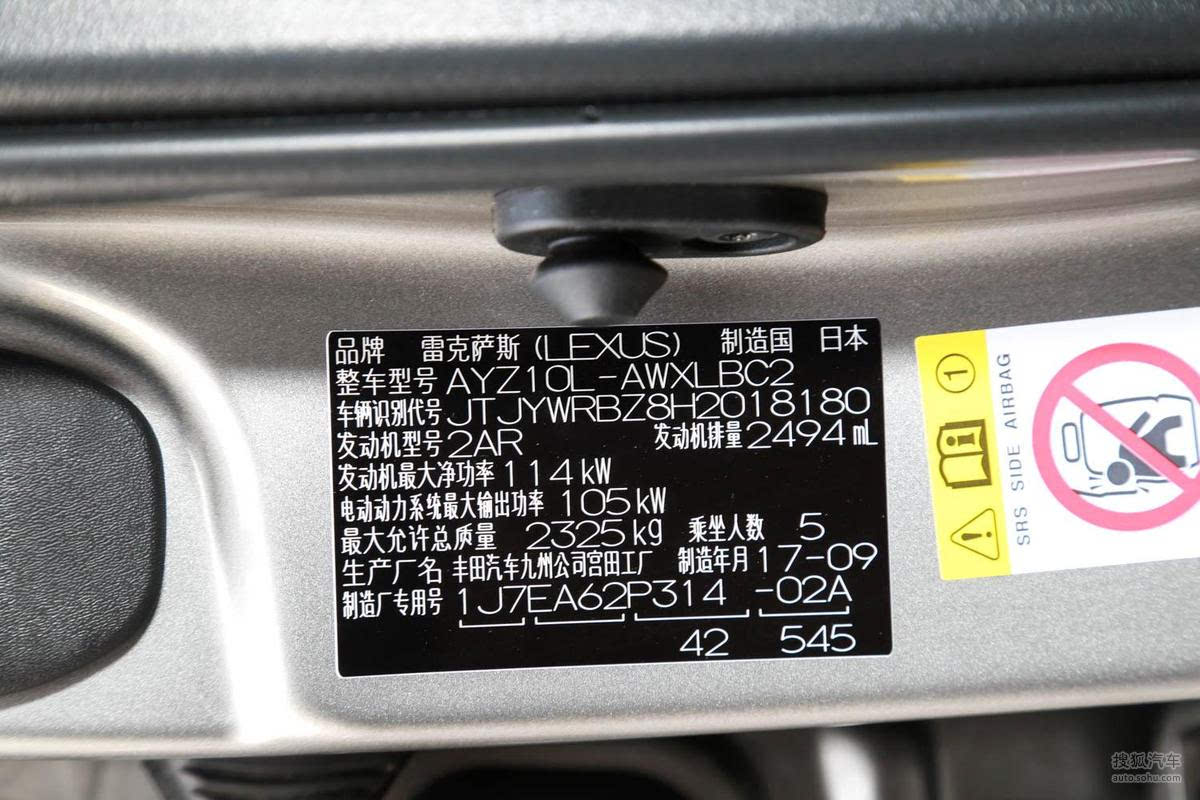 品牌 雷克萨斯 (LEXUS) 制造国 日本
整车型号 AYZ10L-AWXLBC2
车辆识别代号 JTJYWRBZ8H2018180
发动机型号 2AR 发动机排量 2494 mL
发动机最大净功率 114 kW
电动动力系统最大输出功率 105 kW
最大允许总质量 2325 kg 乘坐人数 5
生产厂名 丰田汽车九州公司宫田工厂 制造年月 17-09
制造厂专用号 1J7EA62P314 -02A
42 545
SRS SIDE AIRBAG
1
搜狐汽车
auto.sohu.com